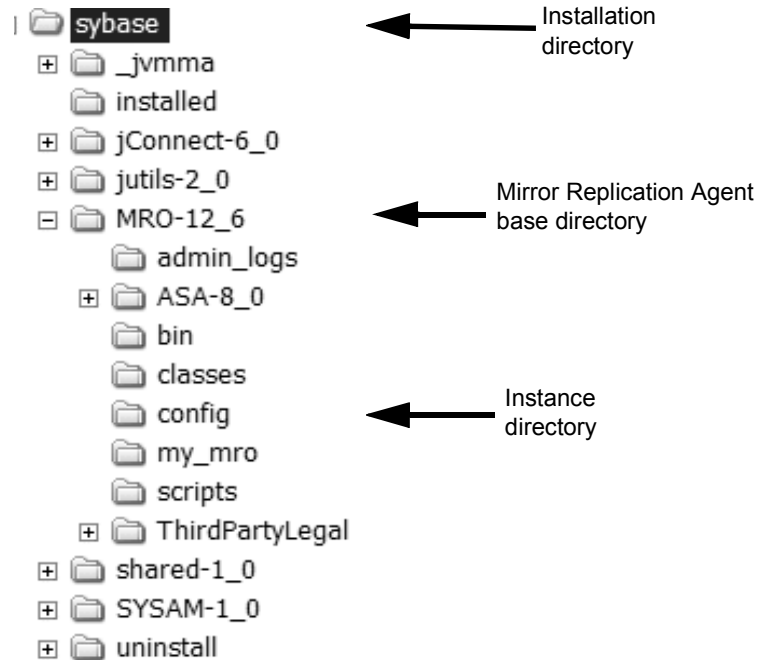 sybase
Installation
directory
_jvmma
installed
jConnect-6_0
jutils-2_0
MRO-12_6
Mirror Replication Agent
base directory
admin_logs
ASA-8_0
bin
classes
config
Instance
directory
my_mro
scripts
ThirdPartyLegal
shared-1_0
SYSAM-1_0
uninstall